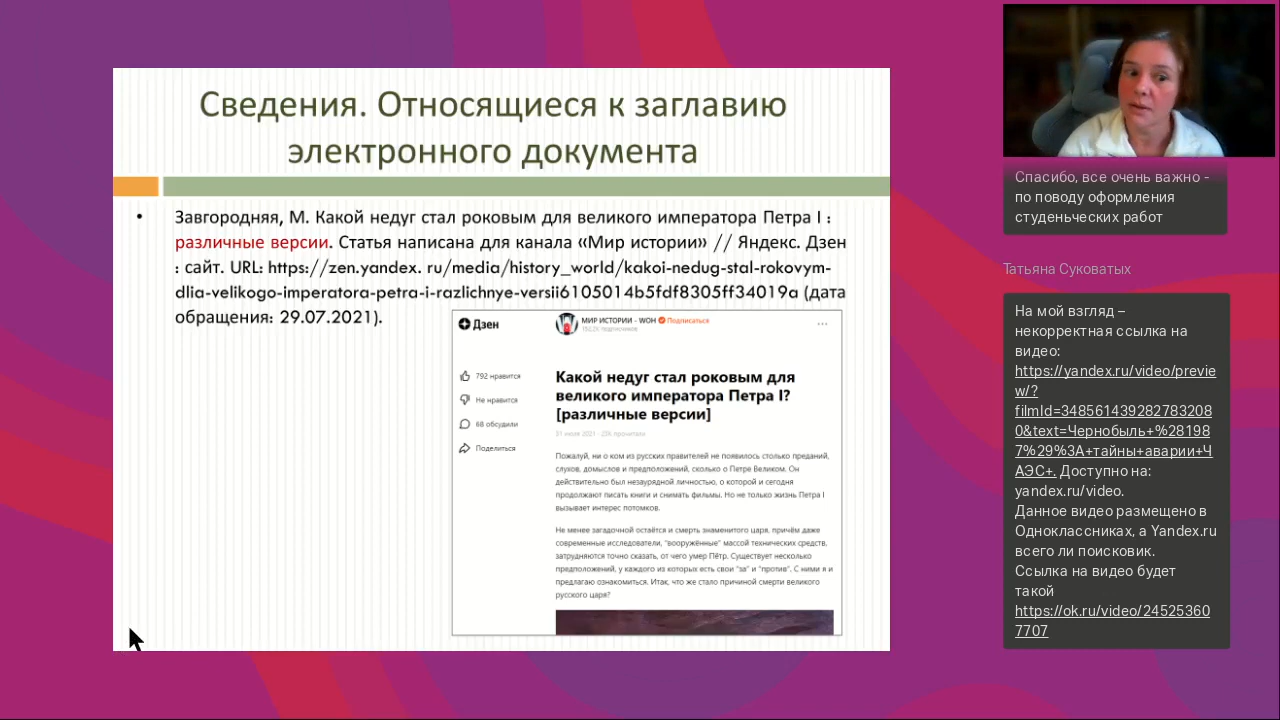 Сведения. Относящиеся к заглавию
электронного документа
• Завгородняя, М. Какой недуг стал роковым для великого императора Петра I :
различные версии. Статья написана для канала «Мир истории» // Яндекс. Дзен
: сайт. URL: https://zen.yandex. ru/media/history_world/kakoi-nedug-stal-rokovym-
dlia-velikogo-imperatora-petra-i-razlichnye-versii6105014b5fdf8305ff34019a (дата
обращения: 29.07.2021).
Дзен
МИР ИСТОРИИ - WOH Подписаться
792 нравится
Не нравится
68 обсудили
Поделиться
Какой недуг стал роковым для
великого императора Петра I?
[различные версии]
Пожалуй, ни о ком из русских правителей не появилось столько преданий,
слухов, домыслов и предположений, сколько о Петре Великом. Он
действительно был незаурядной личностью, о которой и сегодня
продолжают писать книги и снимать фильмы. Но не только жизнь Петра I
вызывает интерес потомков.
Не менее загадочной остаётся и смерть знаменитого царя, причём даже
современные исследователи, "вооружённые" массой технических средств,
затрудняются точно сказать, от чего умер Пётр. Существует несколько
предположений, у каждого из которых есть свои "за" и "против". С ними я и
предлагаю ознакомиться. Итак, что же стало причиной смерти великого
русского царя?
Спасибо, все очень важно -
по поводу оформления
студеньческих работ
Татьяна Суковатых
На мой взгляд –
некорректная ссылка на
видео:
https://yandex.ru/video/previe
w/?
filmId=348561439282783208
0&text=Чернобыль+%28198
7%29%3A+тайны+аварии+Ч
АЭС+. Доступно на:
yandex.ru/video.
Данное видео размещено в
Одноклассниках, а Yandex.ru
всего ли поисковик.
Ссылка на видео будет
такой
https://ok.ru/video/24525360
7707